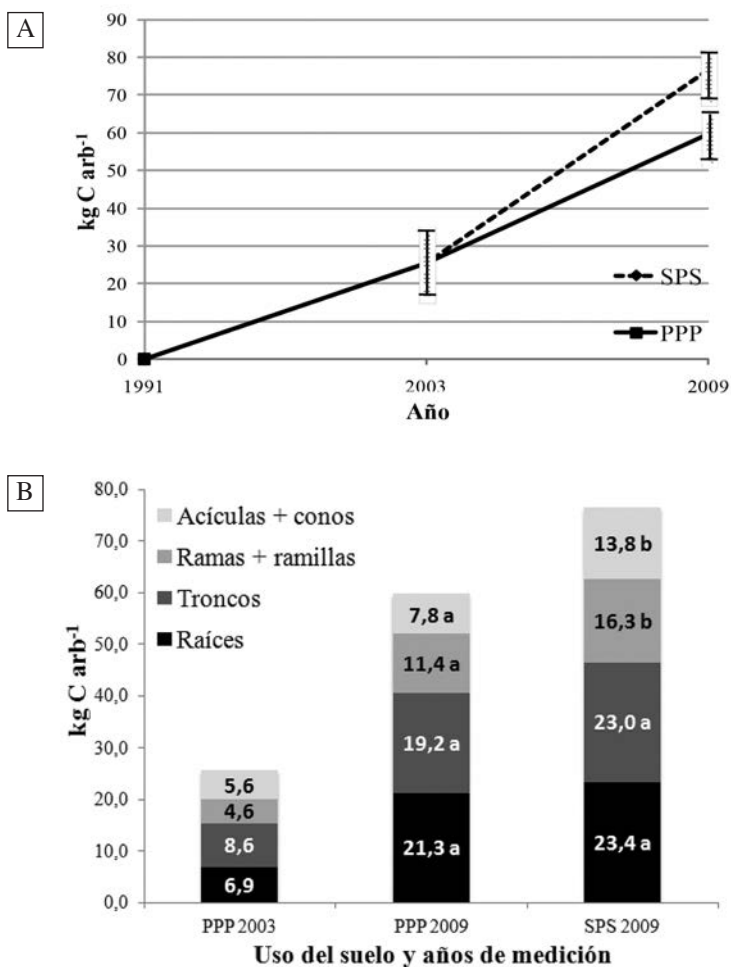 A
90
80
70
60
50
40
30
20
10
0
kg C arb-1
SPS
PPP
1991 2003 2009
Año
B
80,0
70,0
60,0
50,0
40,0
30,0
20,0
10,0
0,0
kg C arb-1
Acículas + conos
Ramas + ramillas
Troncos
Raíces
5,6
4,6
8,6
6,9
7,8 a
11,4 a
19,2 a
21,3 a
13,8 b
16,3 b
23,0 a
23,4 a
PPP 2003 PPP 2009 SPS 2009
Uso del suelo y años de medición